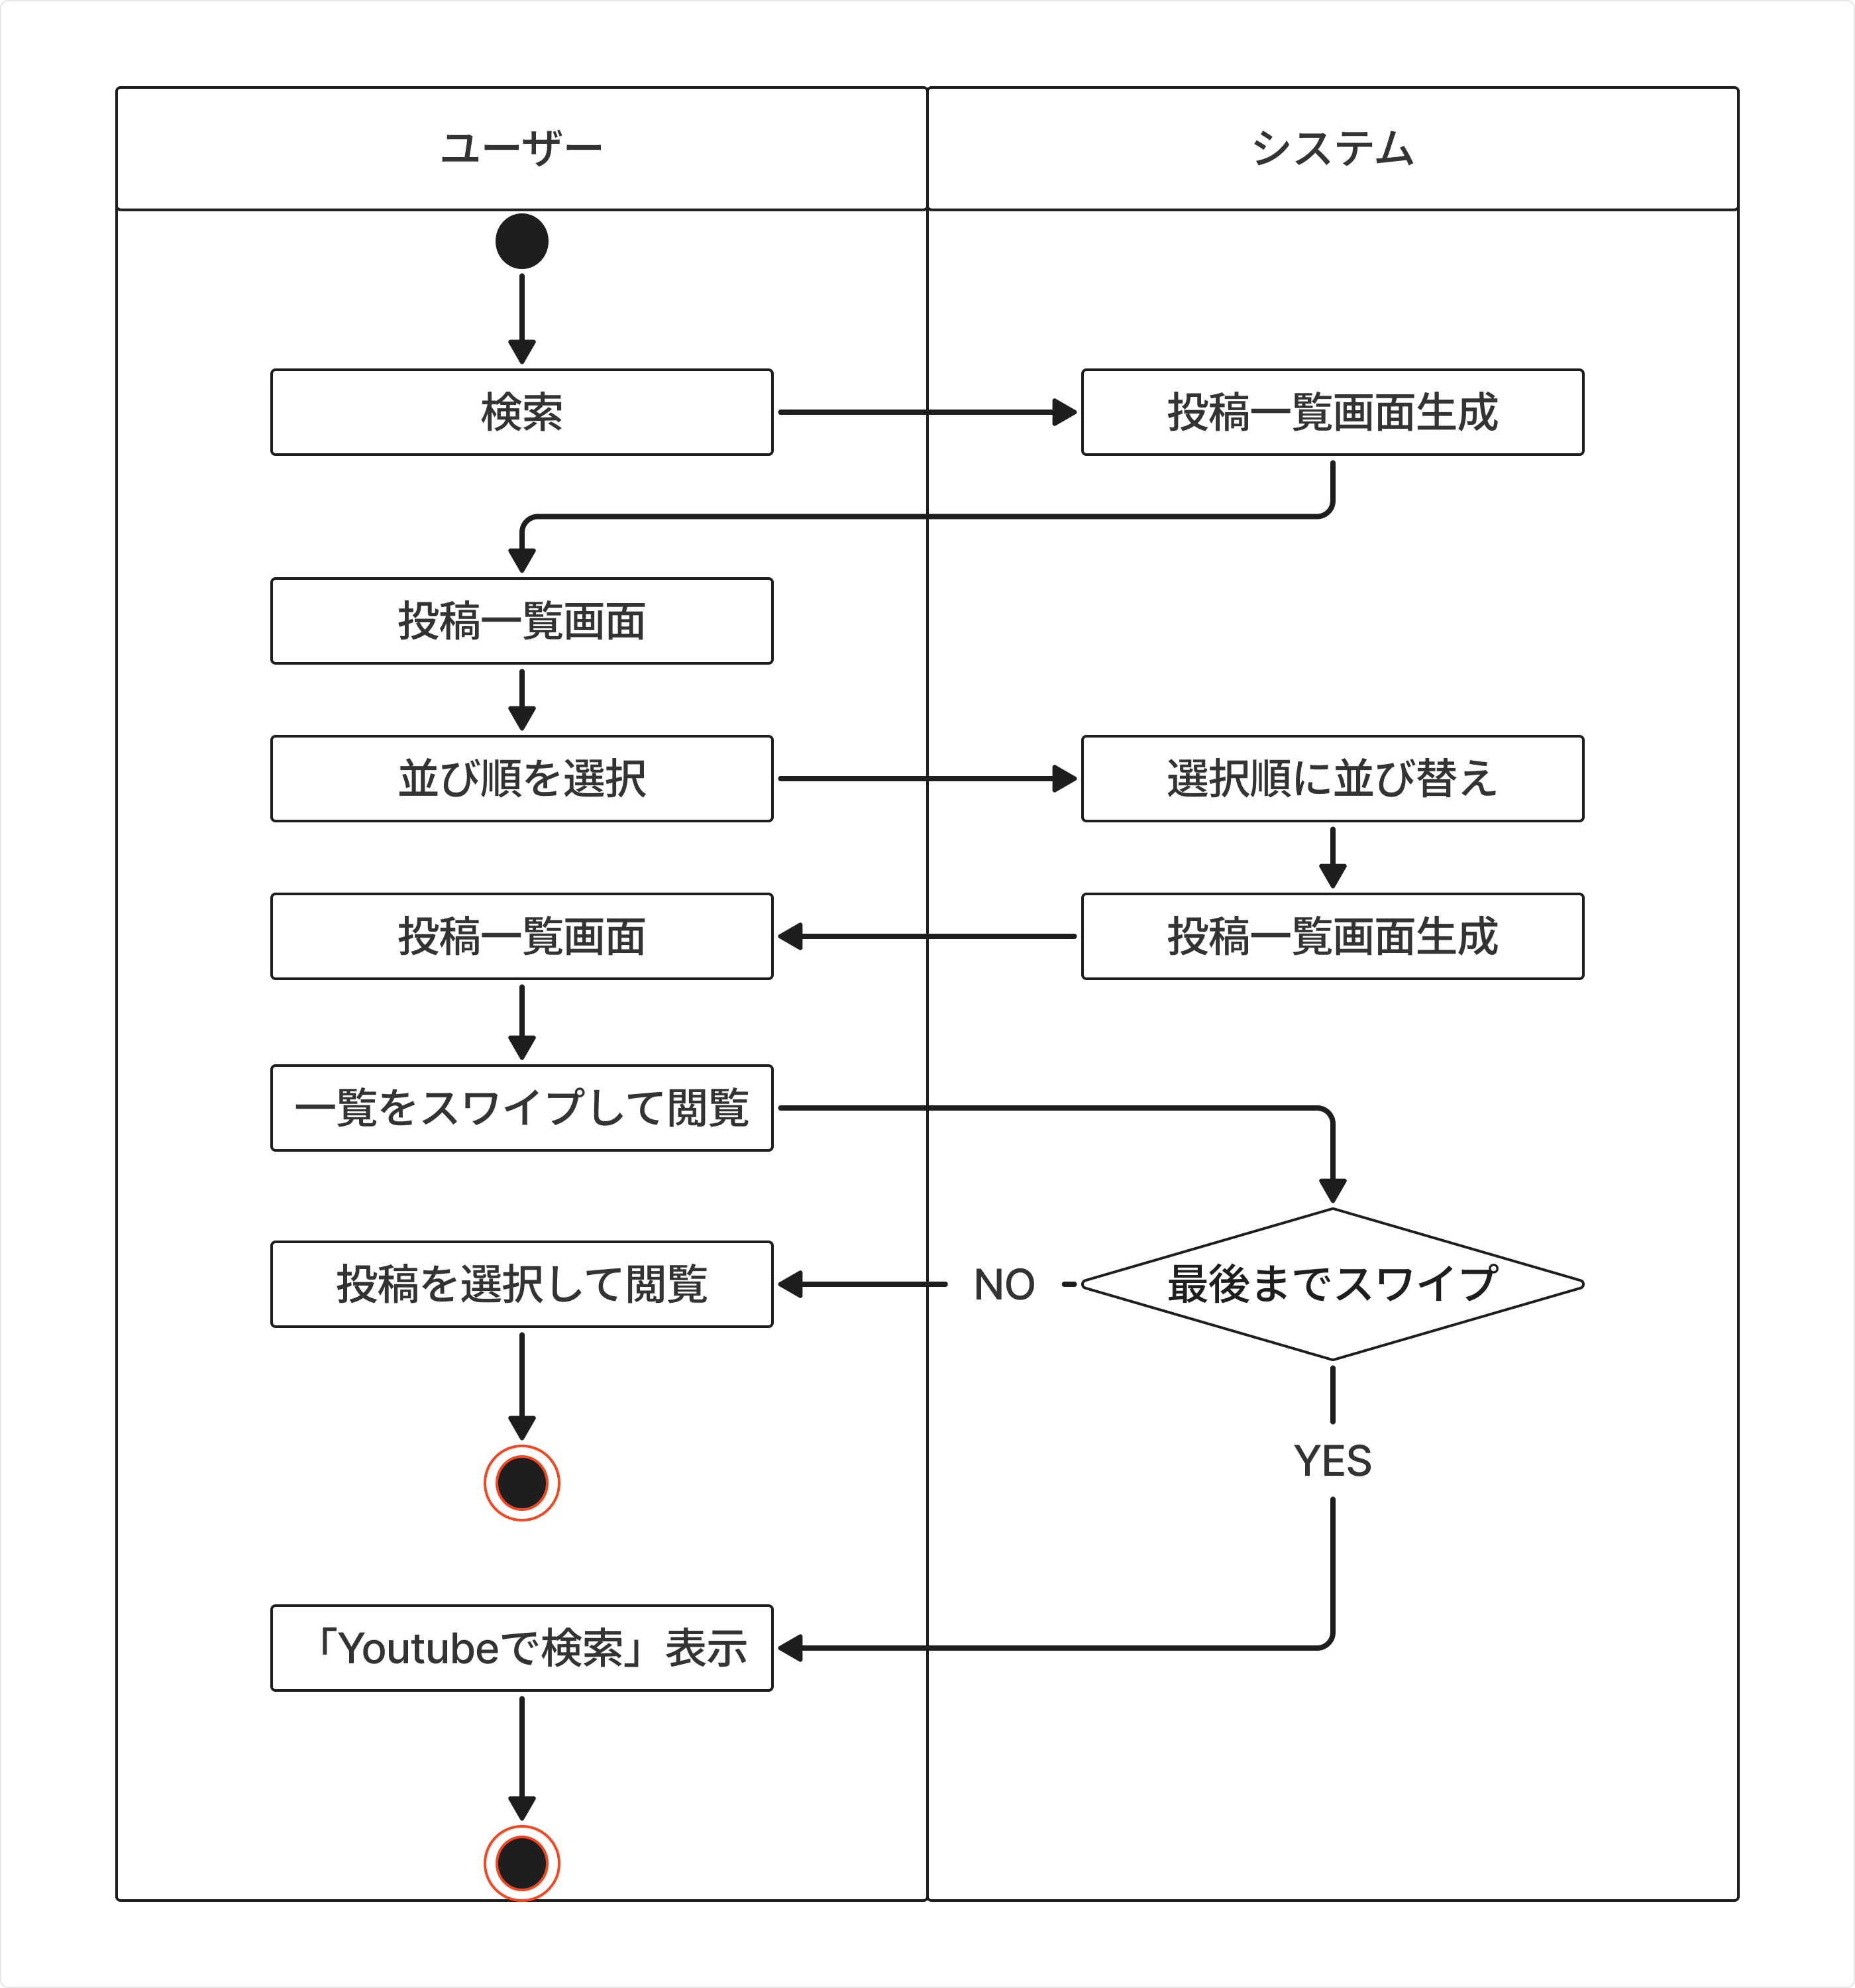 ユーザー
システム
検索
投稿一覧画面生成
投稿一覧画面
並び順を選択
選択順に並び替え
投稿一覧画面
投稿一覧画面生成
一覧をスワイプして閲覧
投稿を選択して閲覧
NO
最後まででスワイプ
YES
「Youtubeで検索」表示